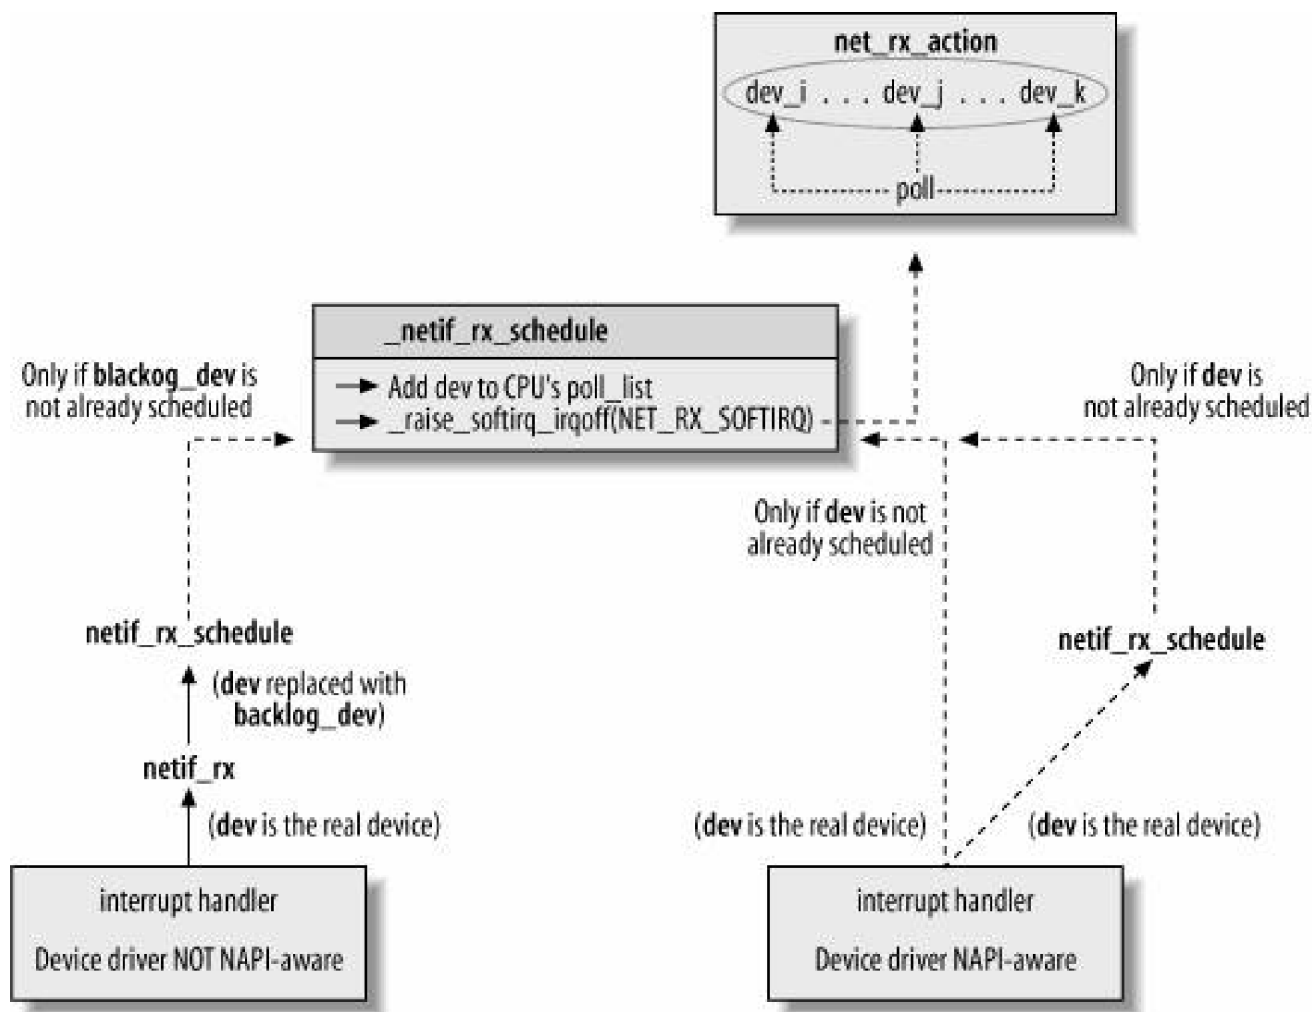 net_rx_action
dev_i . . . dev_j . . . dev_k
poll
_netif_rx_schedule
Add dev to CPU's poll_list
_raise_softirq_irqoff(NET_RX_SOFTIRQ)
Only if blackog_dev is
not already scheduled
Only if dev is
not already scheduled
Only if dev is not
already scheduled
netif_rx_schedule
(dev replaced with
backlog_dev)
netif_rx
(dev is the real device)
interrupt handler
Device driver NOT NAPI-aware
netif_rx_schedule
(dev is the real device)
(dev is the real device)
interrupt handler
Device driver NAPI-aware